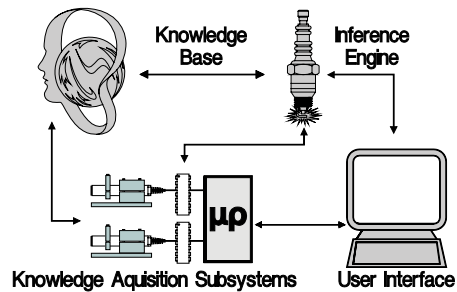 Knowledge
Base
Inference
Engine
μρ
Knowledge Aquisition Subsystems
User Interface